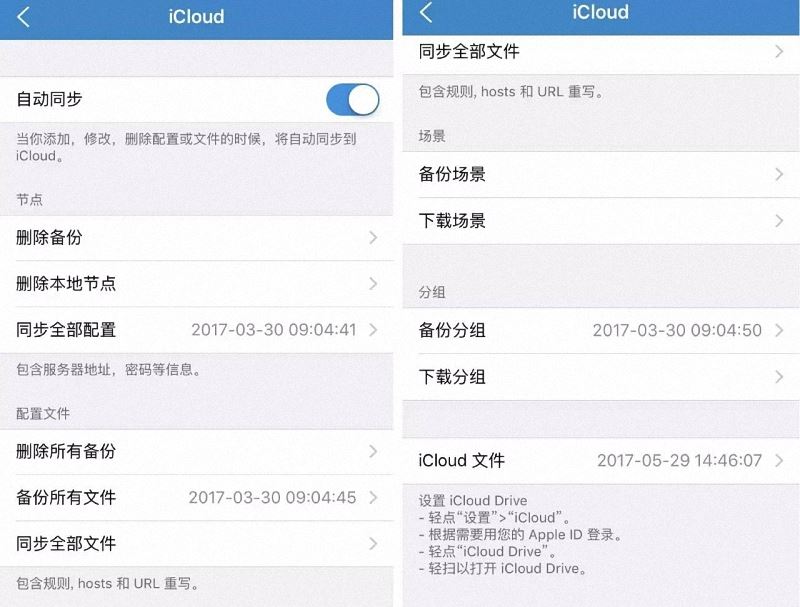 iCloud
自动同步
当你添加，修改，删除配置或文件的时候，将自动同步到
iCloud。
节点
删除备份
删除本地节点
同步全部配置 2017-03-30 09:04:41
包含服务器地址，密码等信息。
配置文件
删除所有备份
备份所有文件 2017-03-30 09:04:45
同步全部文件
包含规则, hosts 和 URL 重写。
iCloud
同步全部文件
包含规则, hosts 和 URL 重写。
场景
备份场景
下载场景
分组
备份分组 2017-03-30 09:04:50
下载分组
iCloud 文件 2017-05-29 14:46:07
设置 iCloud Drive
- 轻点“设置”>“iCloud”。
- 根据需要用您的 Apple ID 登录。
- 轻点“iCloud Drive”。
- 轻扫以打开 iCloud Drive。